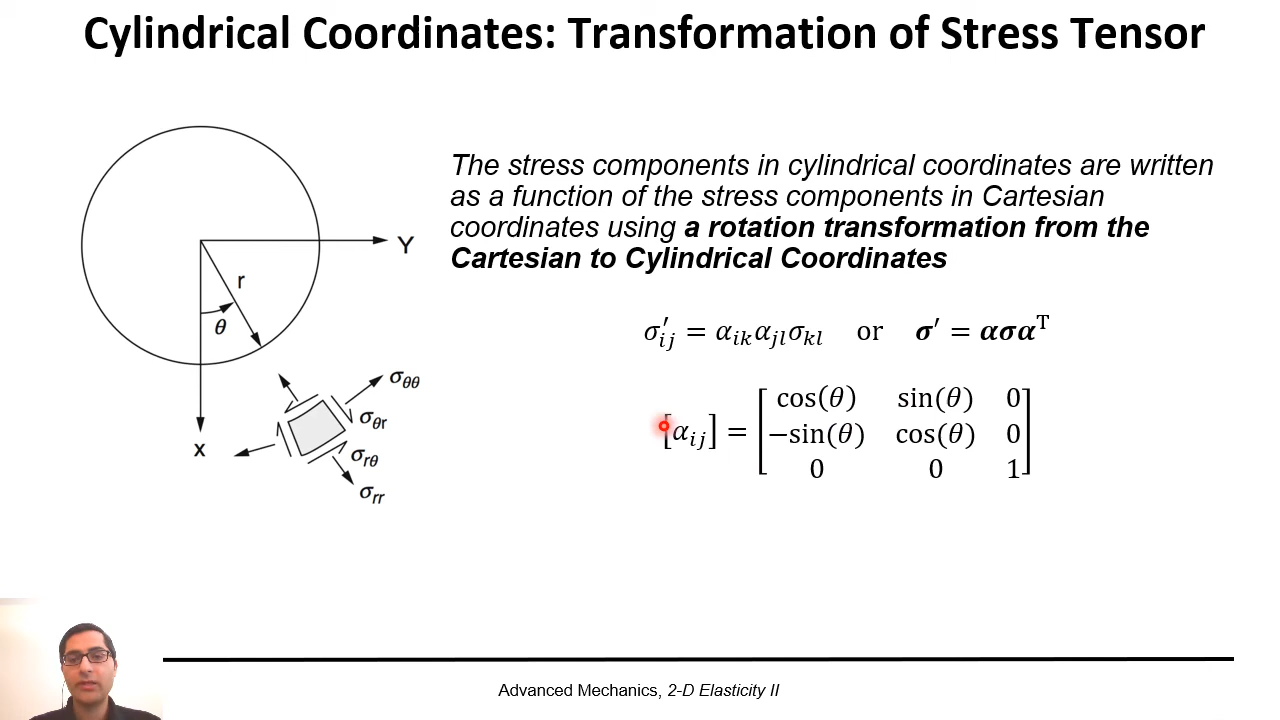 Cylindrical Coordinates: Transformation of Stress Tensor
The stress components in cylindrical coordinates are written
as a function of the stress components in Cartesian
coordinates using a rotation transformation from the
Cartesian to Cylindrical Coordinates
Y
r
θ
X
σθθ
σθr
σrθ
σrr
σ′ij = αikαjlσkl or σ′ = ασαᵀ
[αij] = [cos(θ) sin(θ) 0
−sin(θ) cos(θ) 0
0 0 1]
Advanced Mechanics, 2-D Elasticity II